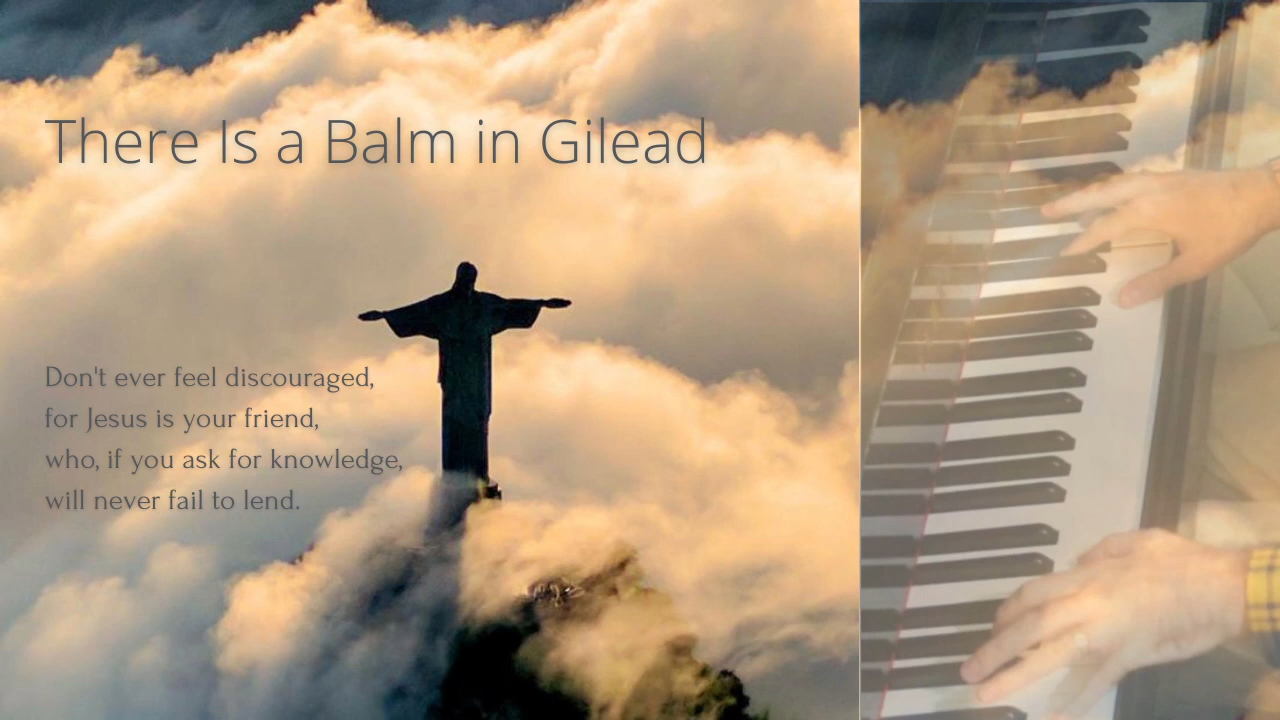 There Is a Balm in Gilead
Don't ever feel discouraged,
for Jesus is your friend,
who, if you ask for knowledge,
will never fail to lend.